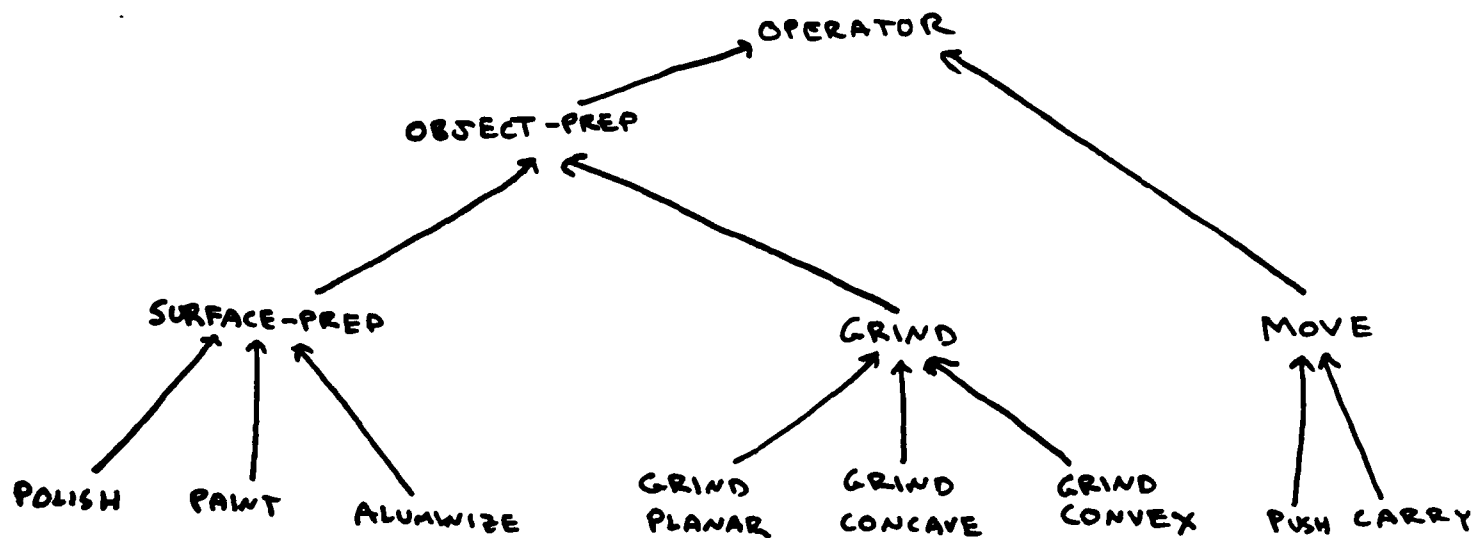 OPERATOR
OBJECT-PREP
SURFACE-PREP
GRIND
MOVE
POLISH
PAINT
ALUMINIZE
GRIND
PLANAR
GRIND
CONCAVE
GRIND
CONVEX
PUSH
CARRY